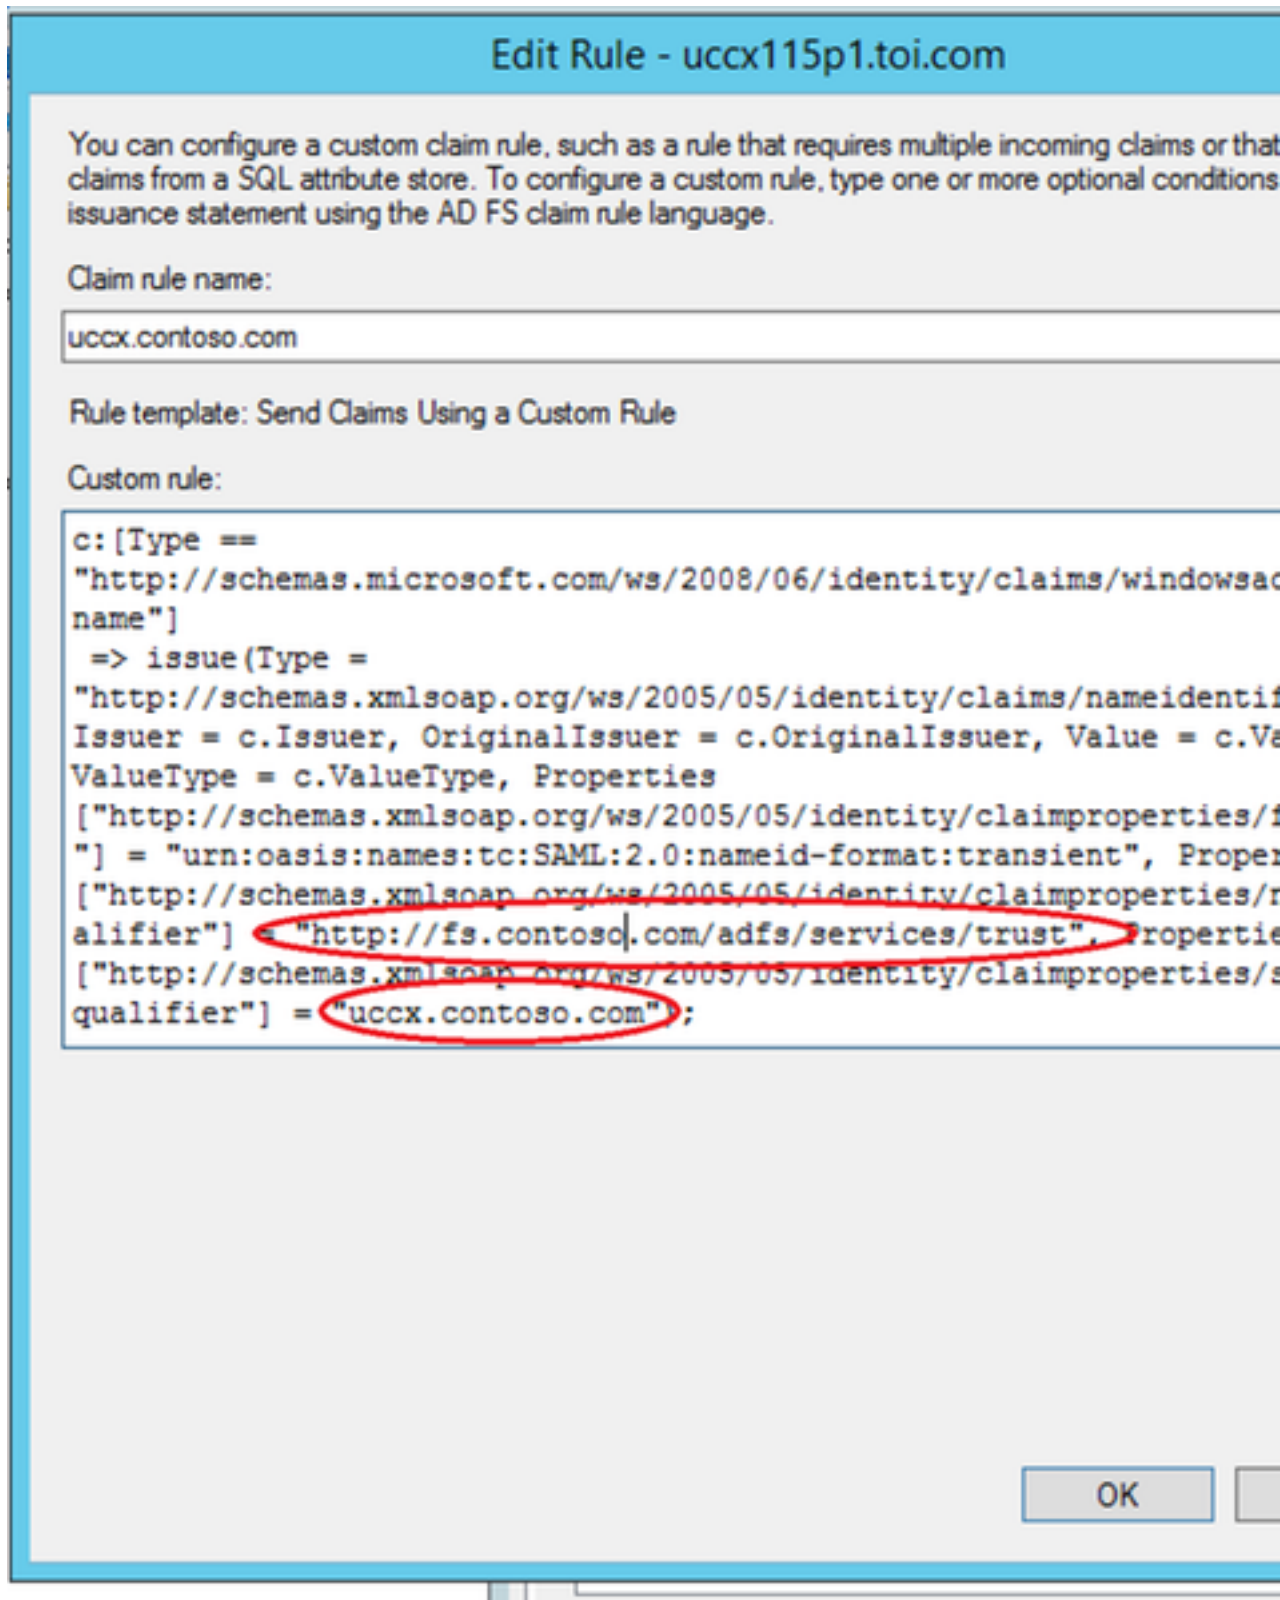 Edit Rule - uccx115p1.toi.com
You can configure a custom claim rule, such as a rule that requires multiple incoming claims or that
claims from a SQL attribute store. To configure a custom rule, type one or more optional conditions
issuance statement using the AD FS claim rule language.
Claim rule name:
uccx.contoso.com
Rule template: Send Claims Using a Custom Rule
Custom rule:
c:[Type ==
"http://schemas.microsoft.com/ws/2008/06/identity/claims/windowsac
name"]
=> issue(Type =
"http://schemas.xmlsoap.org/ws/2005/05/identity/claims/nameidentif
Issuer = c.Issuer, OriginalIssuer = c.OriginalIssuer, Value = c.Va
ValueType = c.ValueType, Properties
["http://schemas.xmlsoap.org/ws/2005/05/identity/claimproperties/f
"] = "urn:oasis:names:tc:SAML:2.0:nameid-format:transient", Proper
["http://schemas.xmlsoap.org/ws/2005/05/identity/claimproperties/n
alifier"] = "http://fs.contoso.com/adfs/services/trust", Propertie
["http://schemas.xmlsoap.org/ws/2005/05/identity/claimproperties/s
qualifier"] = "uccx.contoso.com");
OK